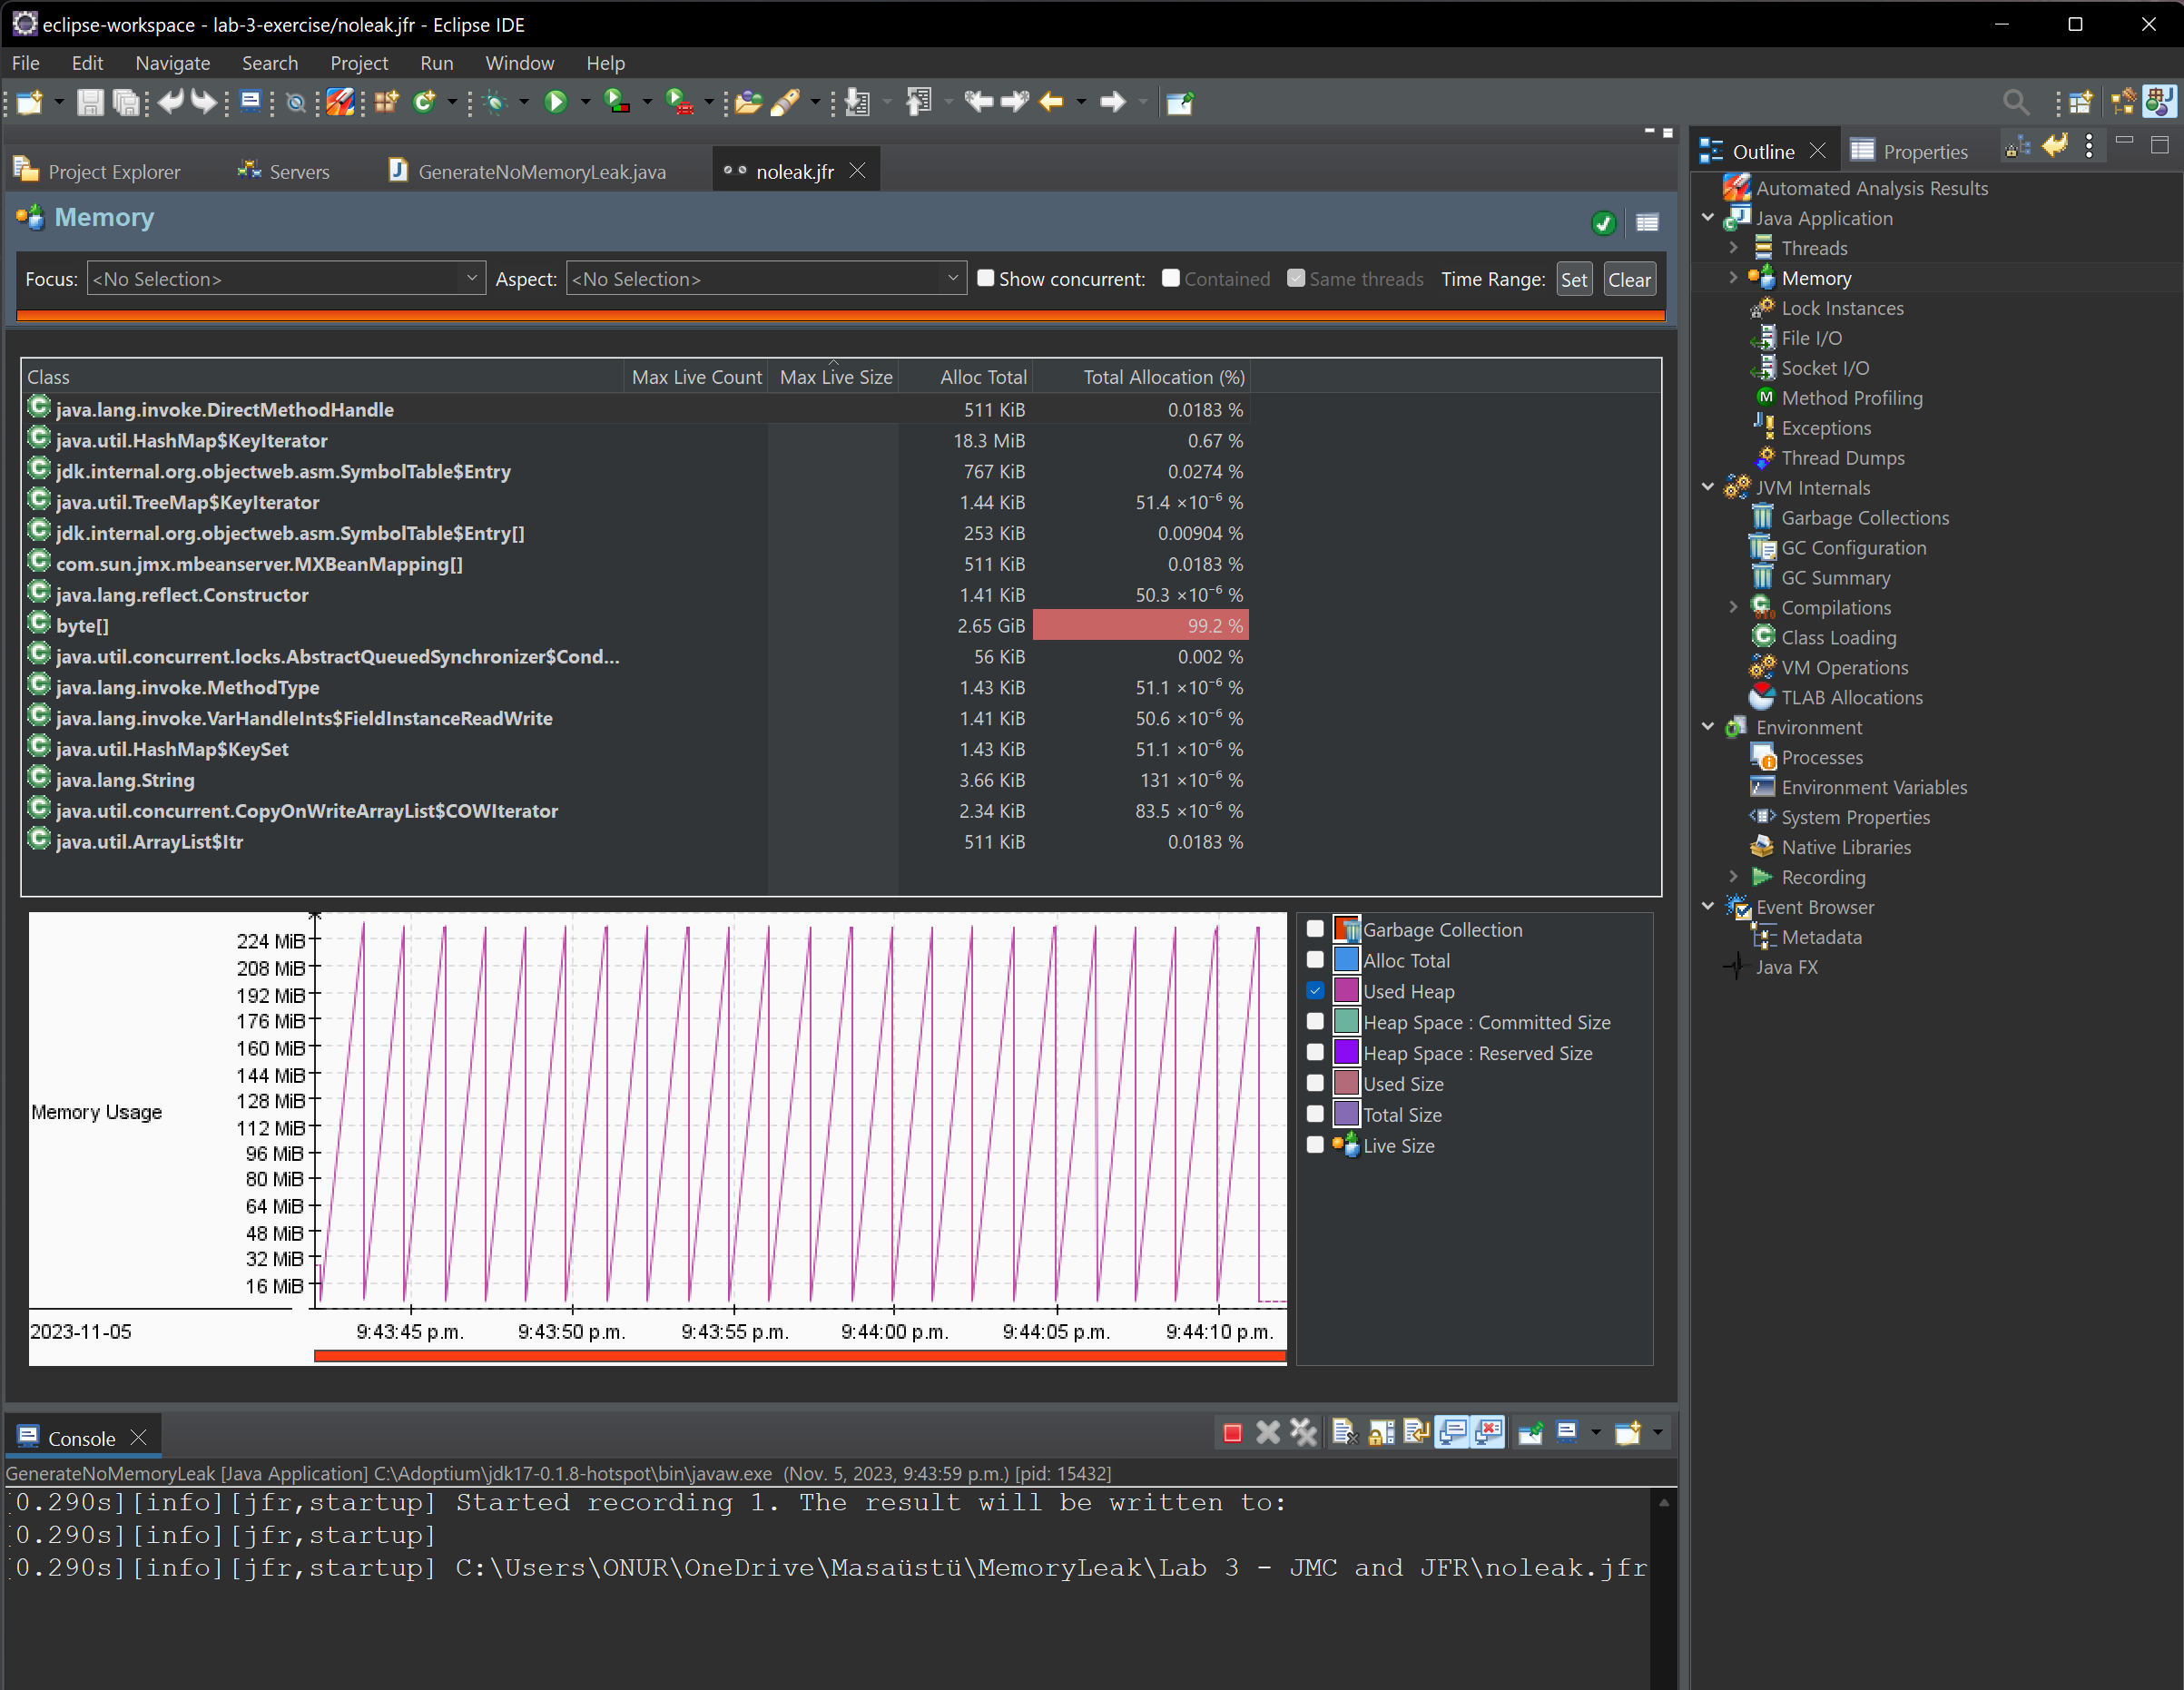 eclipse-workspace - lab-3-exercise/noleak.jfr - Eclipse IDE
File Edit Navigate Search Project Run Window Help
Project Explorer Servers GenerateNoMemoryLeak.java noleak.jfr
Memory
Focus: <No Selection> Aspect: <No Selection> Show concurrent: Contained Same threads Time Range: Set Clear
Class Max Live Count Max Live Size Alloc Total Total Allocation (%)
java.lang.invoke.DirectMethodHandle 511 KiB 0.0183 %
java.util.HashMap$KeyIterator 18.3 MiB 0.67 %
jdk.internal.org.objectweb.asm.SymbolTable$Entry 767 KiB 0.0274 %
java.util.TreeMap$KeyIterator 1.44 KiB 51.4 ×10⁻⁶ %
jdk.internal.org.objectweb.asm.SymbolTable$Entry[] 253 KiB 0.00904 %
com.sun.jmx.mbeanserver.MXBeanMapping[] 511 KiB 0.0183 %
java.lang.reflect.Constructor 1.41 KiB 50.3 ×10⁻⁶ %
byte[] 2.65 GiB 99.2 %
java.util.concurrent.locks.AbstractQueuedSynchronizer$Cond... 56 KiB 0.002 %
java.lang.invoke.MethodType 1.43 KiB 51.1 ×10⁻⁶ %
java.lang.invoke.VarHandleInts$FieldInstanceReadWrite 1.41 KiB 50.6 ×10⁻⁶ %
java.util.HashMap$KeySet 1.43 KiB 51.1 ×10⁻⁶ %
java.lang.String 3.66 KiB 131 ×10⁻⁶ %
java.util.concurrent.CopyOnWriteArrayList$COWIterator 2.34 KiB 83.5 ×10⁻⁶ %
java.util.ArrayList$Itr 511 KiB 0.0183 %
224 MiB
208 MiB
192 MiB
176 MiB
160 MiB
144 MiB
128 MiB
Memory Usage
112 MiB
96 MiB
80 MiB
64 MiB
48 MiB
32 MiB
16 MiB
2023-11-05 9:43:45 p.m. 9:43:50 p.m. 9:43:55 p.m. 9:44:00 p.m. 9:44:05 p.m. 9:44:10 p.m.
Garbage Collection
Alloc Total
Used Heap
Heap Space : Committed Size
Heap Space : Reserved Size
Used Size
Total Size
Live Size
Console
GenerateNoMemoryLeak [Java Application] C:\Adoptium\jdk17-0.1.8-hotspot\bin\javaw.exe (Nov. 5, 2023, 9:43:59 p.m.) [pid: 15432]
[0.290s][info][jfr,startup] Started recording 1. The result will be written to:
[0.290s][info][jfr,startup]
[0.290s][info][jfr,startup] C:\Users\ONUR\OneDrive\Masaüstü\MemoryLeak\Lab 3 - JMC and JFR\noleak.jfr
Outline Properties
Automated Analysis Results
Java Application
Threads
Memory
Lock Instances
File I/O
Socket I/O
Method Profiling
Exceptions
Thread Dumps
JVM Internals
Garbage Collections
GC Configuration
GC Summary
Compilations
Class Loading
VM Operations
TLAB Allocations
Environment
Processes
Environment Variables
System Properties
Native Libraries
Recording
Event Browser
Metadata
Java FX